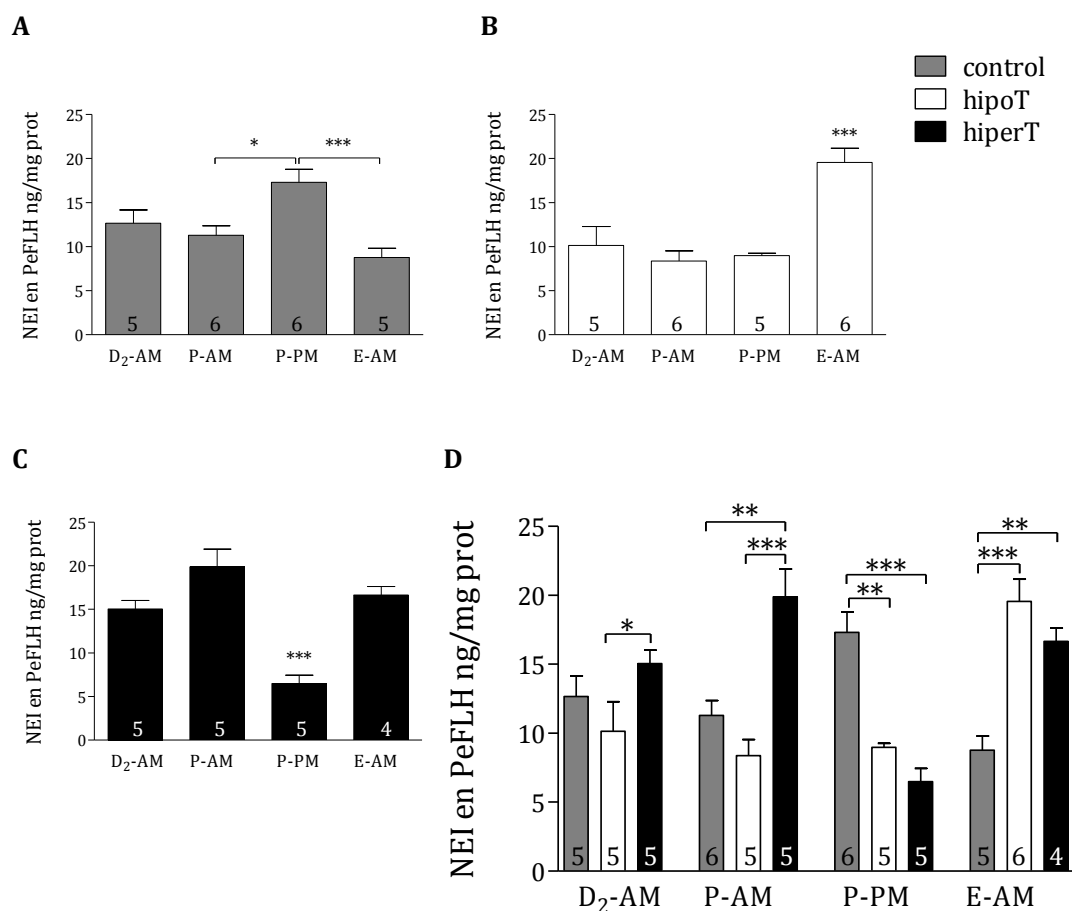 A
NEI en PeFLH ng/mg prot
25
20
15
10
5
0
* ***
5 6 6 5
D₂-AM P-AM P-PM E-AM
B
NEI en PeFLH ng/mg prot
25
20
15
10
5
0
***
5 6 5 6
D₂-AM P-AM P-PM E-AM
control
hipoT
hiperT
C
NEI en PeFLH ng/mg prot
25
20
15
10
5
0
***
5 5 5 4
D₂-AM P-AM P-PM E-AM
D
NEI en PeFLH ng/mg prot
25
20
15
10
5
0
*
**
***
***
**
**
***
5 5 5 6 5 5 6 5 5 5 6 4
D₂-AM P-AM P-PM E-AM